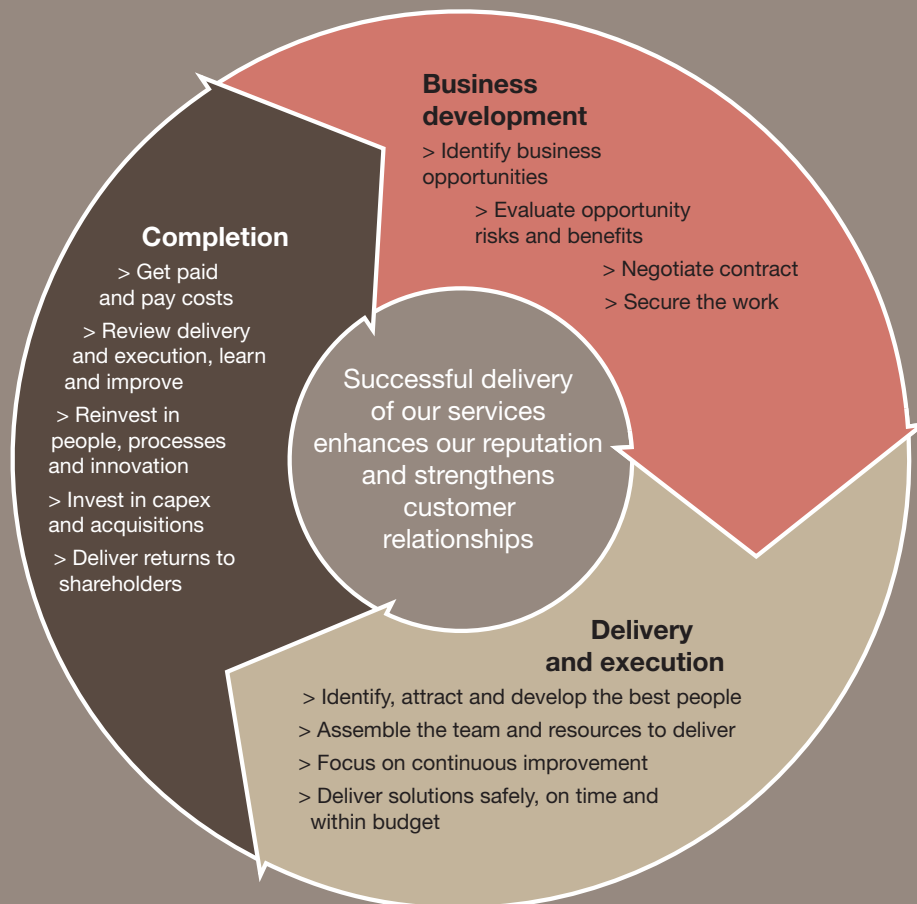 Business
development
> Identify business
opportunities
> Evaluate opportunity
risks and benefits
> Negotiate contract
> Secure the work
Delivery
and execution
> Identify, attract and develop the best people
> Assemble the team and resources to deliver
> Focus on continuous improvement
> Deliver solutions safely, on time and
within budget
Completion
> Get paid
and pay costs
> Review delivery
and execution, learn
and improve
> Reinvest in
people, processes
and innovation
> Invest in capex
and acquisitions
> Deliver returns to
shareholders
Successful delivery
of our services
enhances our reputation
and strengthens
customer
relationships